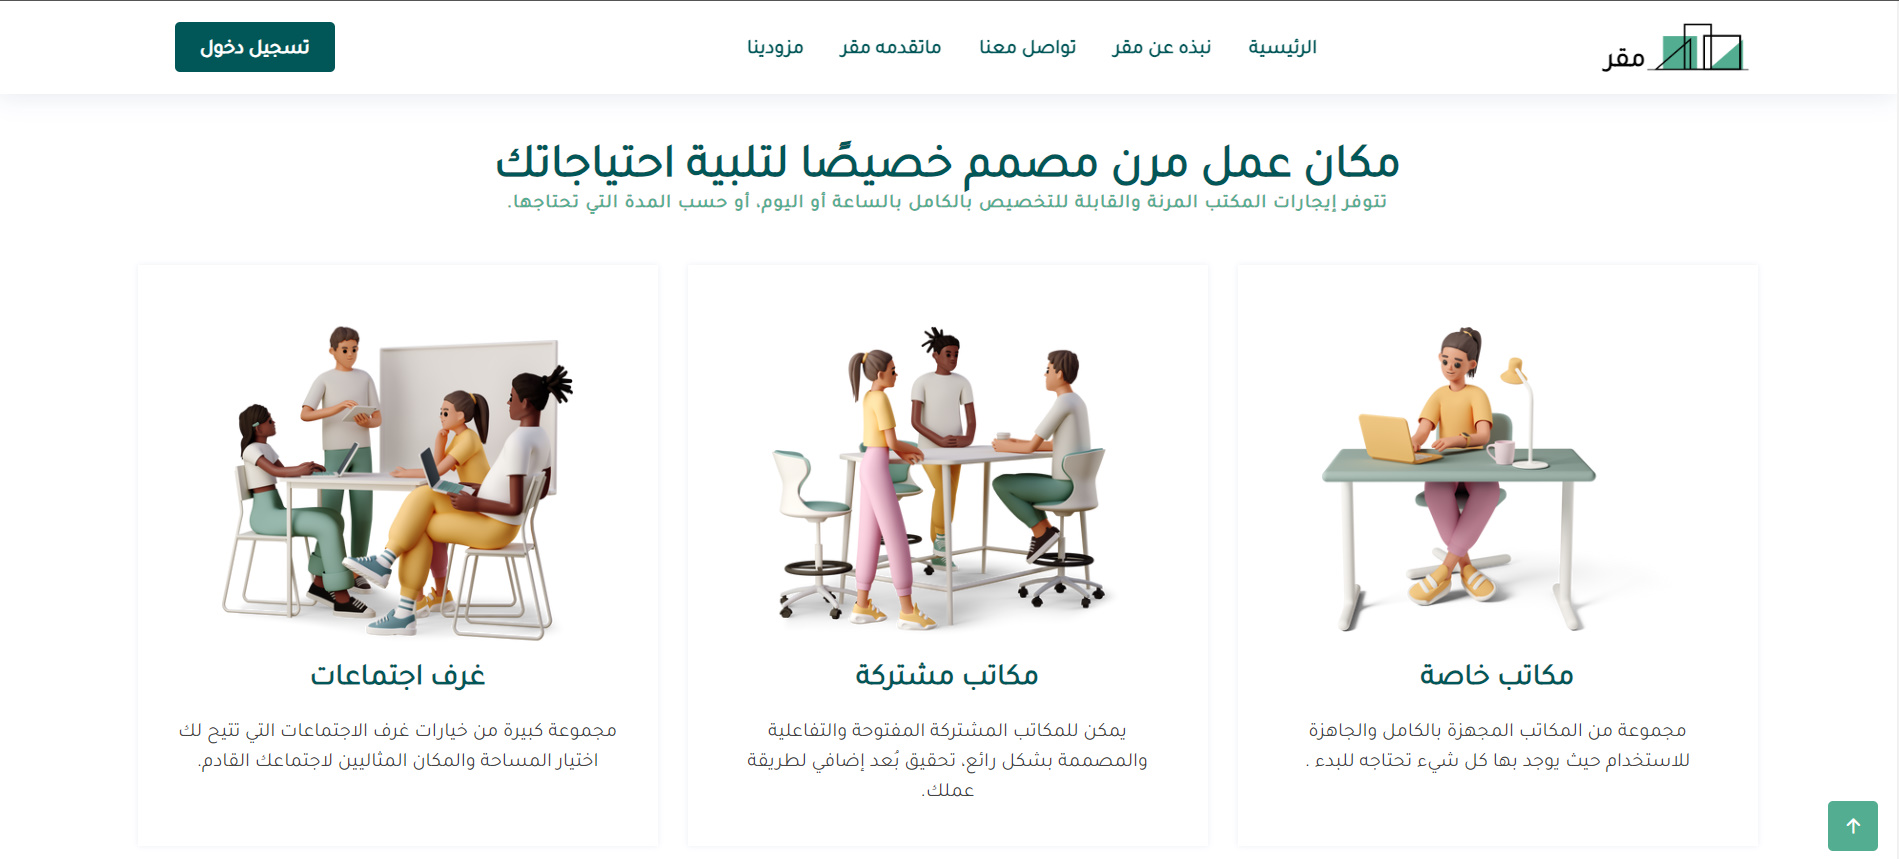 مقر
الرئيسية
نبذه عن مقر
تواصل معنا
ماتقدمه مقر
مزودينا
تسجيل دخول
مكان عمل مرن مصمم خصيصًا لتلبية احتياجاتك
تتوفر إيجارات المكتب المرنة والقابلة للتخصيص بالكامل بالساعة أو اليوم، أو حسب المدة التي تحتاجها.
مكاتب خاصة
مجموعة من المكاتب المجهزة بالكامل والجاهزة
للاستخدام حيث يوجد بها كل شيء تحتاجه للبدء .
مكاتب مشتركة
يمكن للمكاتب المشتركة المفتوحة والتفاعلية
والمصممة بشكل رائع، تحقيق بُعد إضافي لطريقة
عملك.
غرف اجتماعات
مجموعة كبيرة من خيارات غرف الاجتماعات التي تتيح لك
اختيار المساحة والمكان المثاليين لاجتماعك القادم.